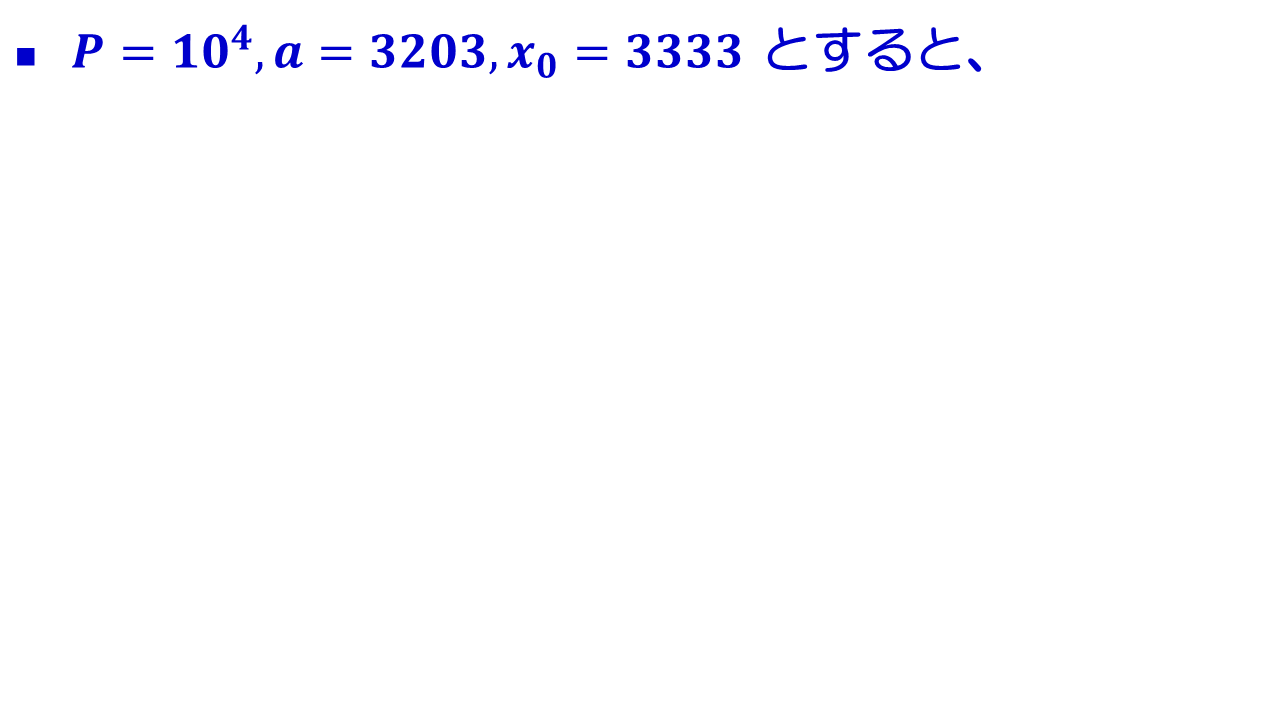 ▪ P = 10⁴, a = 3203, x₀ = 3333 とすると、